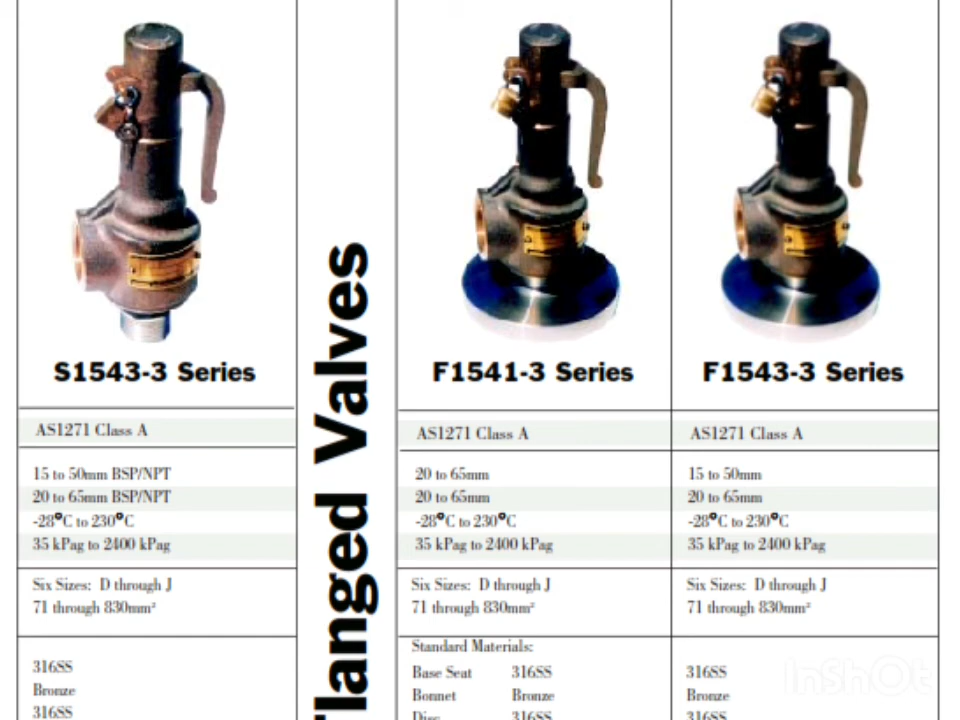 S1543-3 Series
AS1271 Class A
15 to 50mm BSP/NPT
20 to 65mm BSP/NPT
-28°C to 230°C
35 kPag to 2400 kPag
Six Sizes: D through J
71 through 830mm²
316SS
Bronze
316SS
Flanged Valves
F1541-3 Series
AS1271 Class A
20 to 65mm
20 to 65mm
-28°C to 230°C
35 kPag to 2400 kPag
Six Sizes: D through J
71 through 830mm²
Standard Materials:
Base Seat 316SS
Bonnet Bronze
Disc 316SS
F1543-3 Series
AS1271 Class A
15 to 50mm
20 to 65mm
-28°C to 230°C
35 kPag to 2400 kPag
Six Sizes: D through J
71 through 830mm²
316SS
Bronze
316SS
InShOt